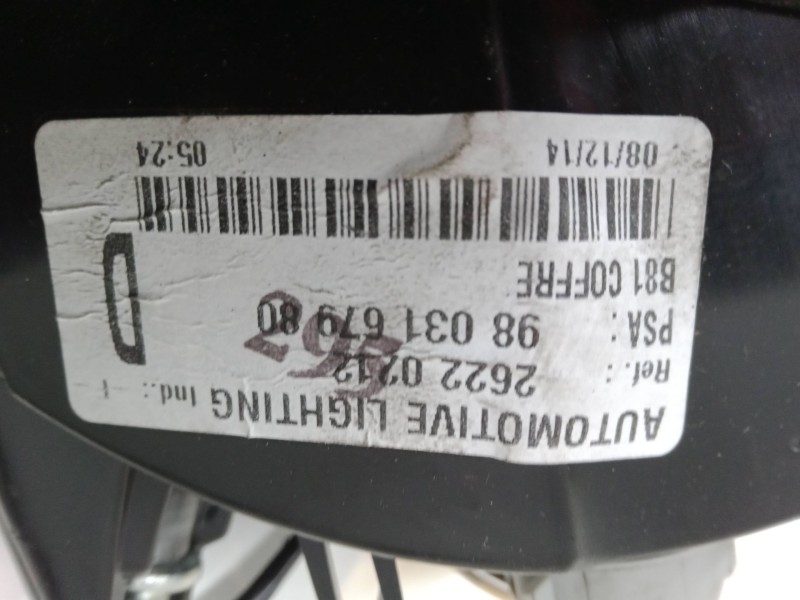 AUTOMOTIVE LIGHTING Ind.:
Ref.: 2622 0212
PSA: 98 031 679 80
B81 COFFRE
D
08/12/14 05:24